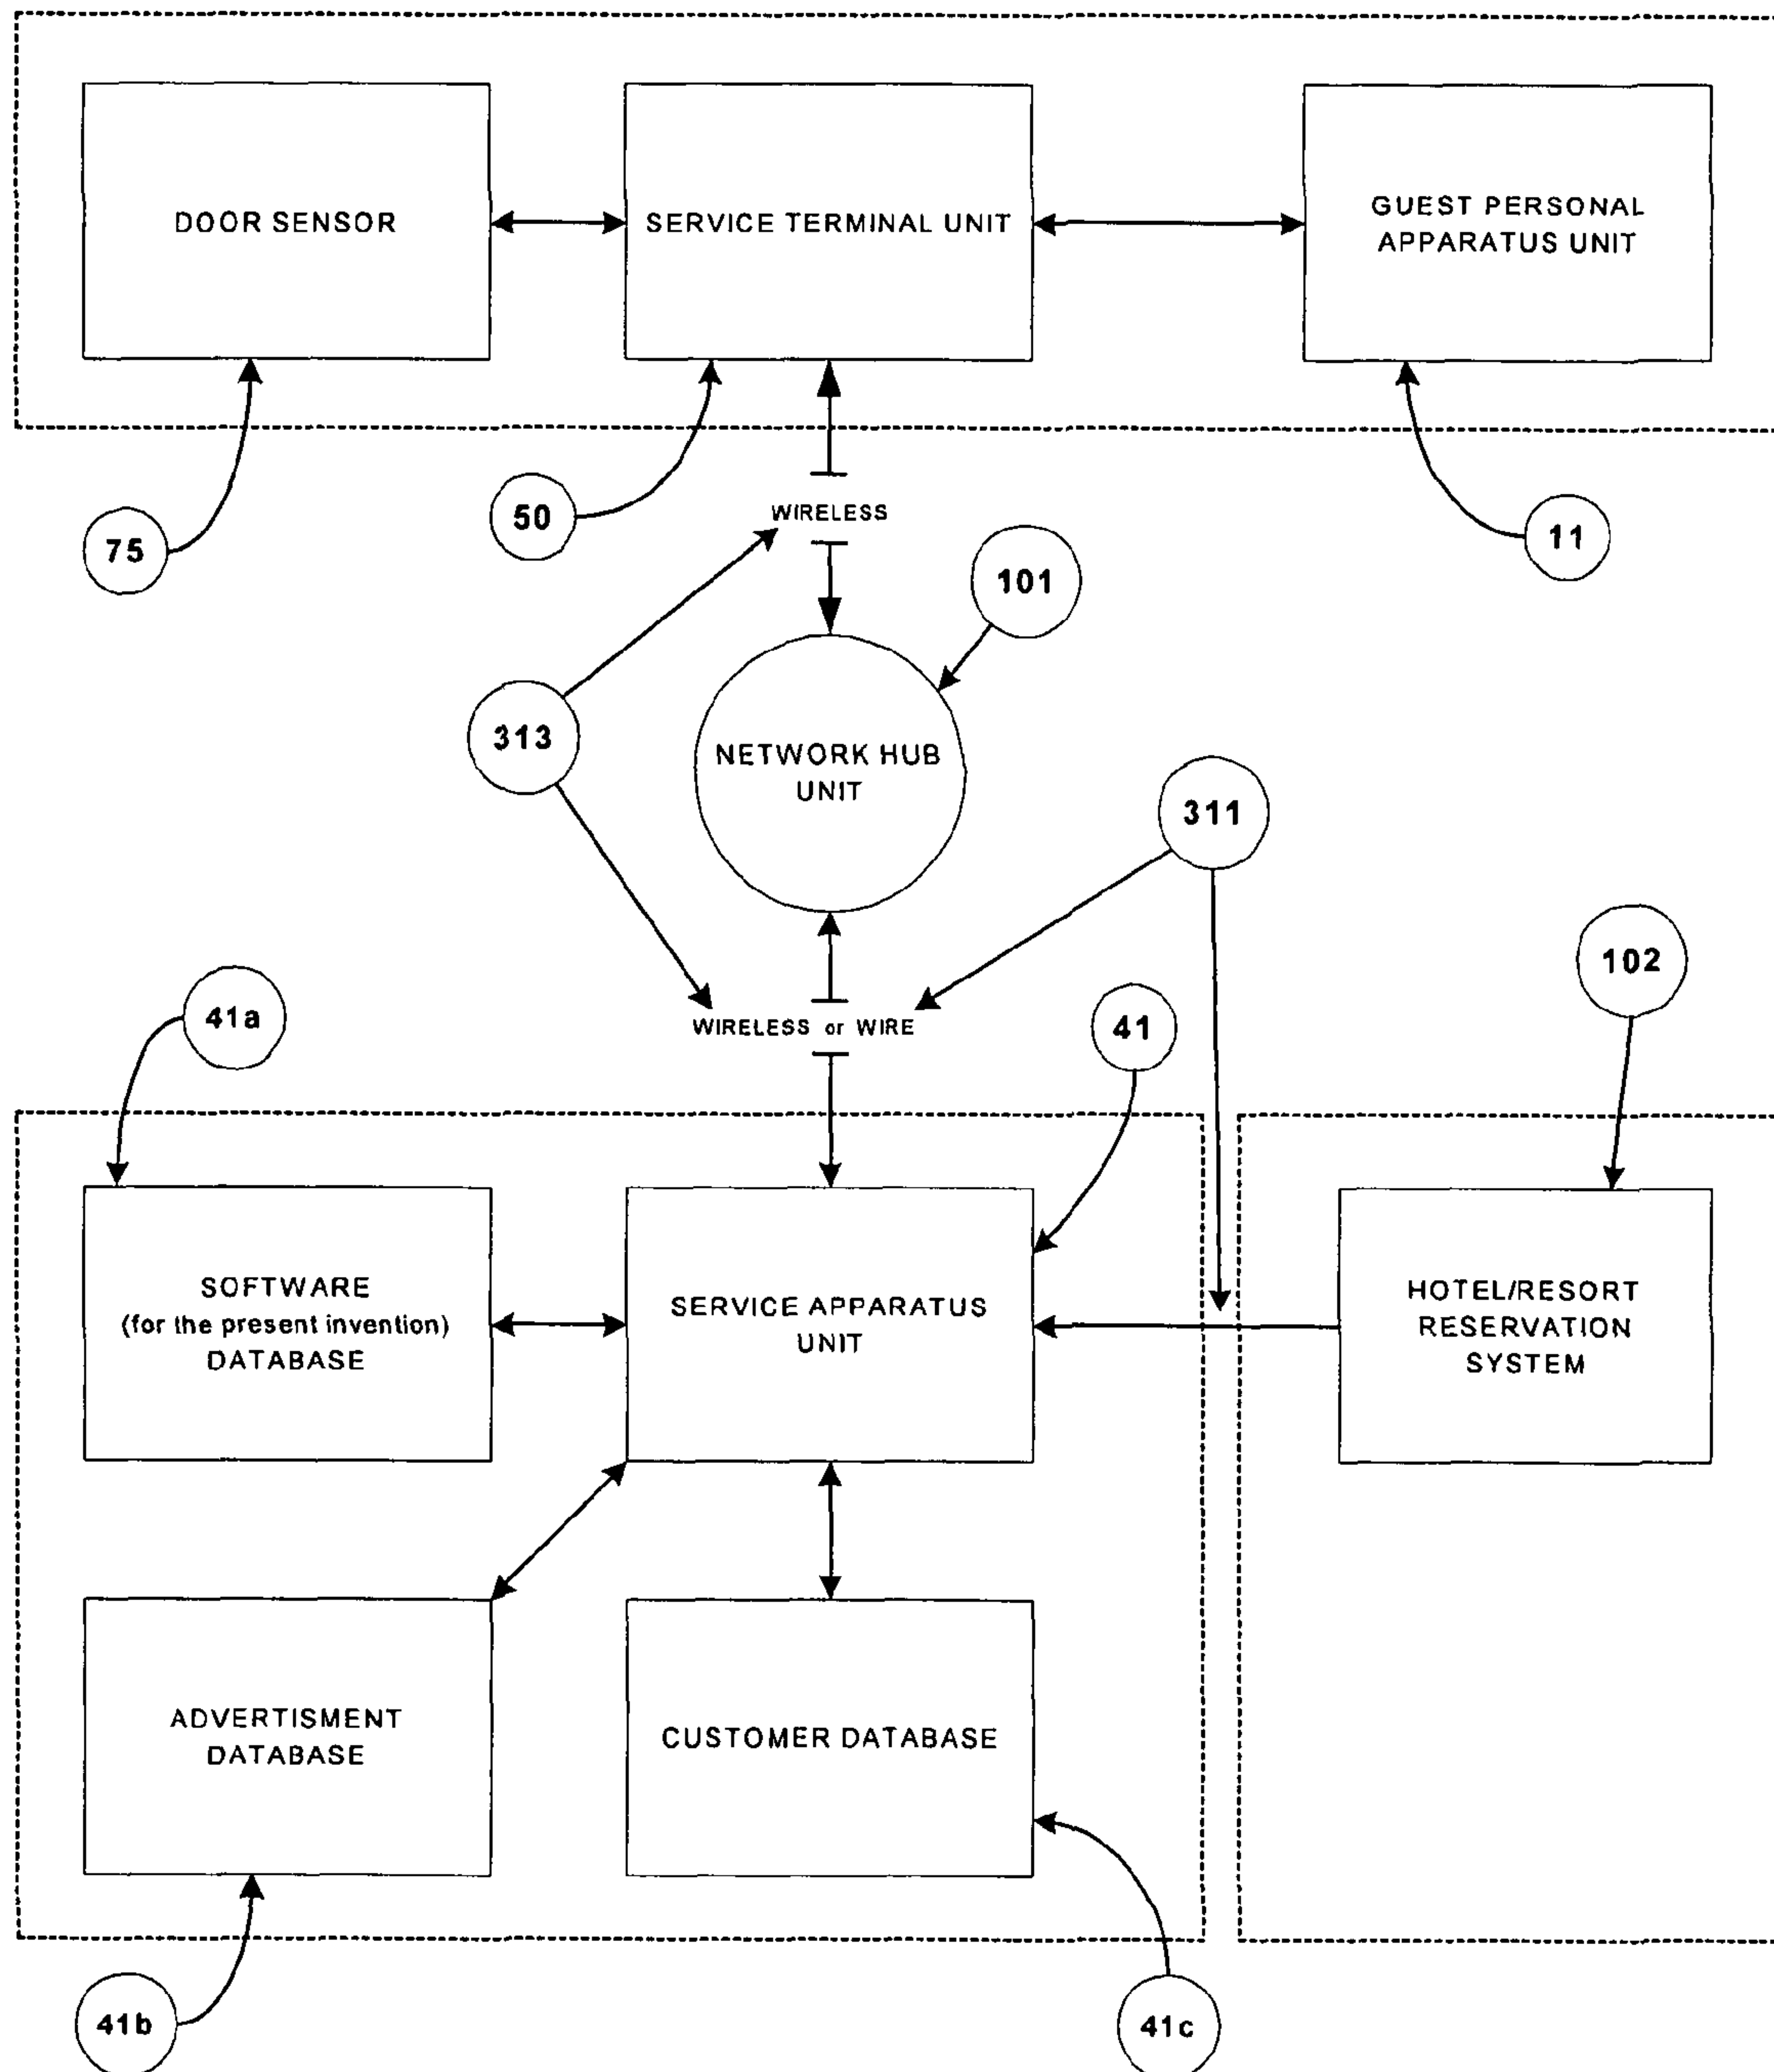 DOOR SENSOR
SERVICE TERMINAL UNIT
GUEST PERSONAL
APPARATUS UNIT
75
50
WIRELESS
11
101
313
NETWORK HUB
UNIT
311
102
41a
WIRELESS or WIRE
41
SOFTWARE
(for the present invention)
DATABASE
SERVICE APPARATUS
UNIT
HOTEL/RESORT
RESERVATION
SYSTEM
ADVERTISMENT
DATABASE
CUSTOMER DATABASE
41b
41c